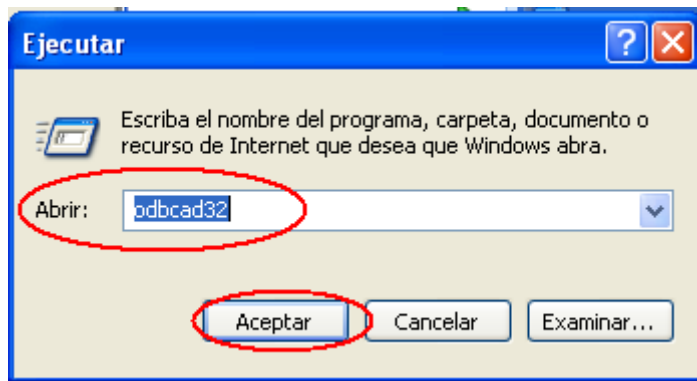 Ejecutar
Escriba el nombre del programa, carpeta, documento o
recurso de Internet que desea que Windows abra.
Abrir: odbcad32
Aceptar Cancelar Examinar...